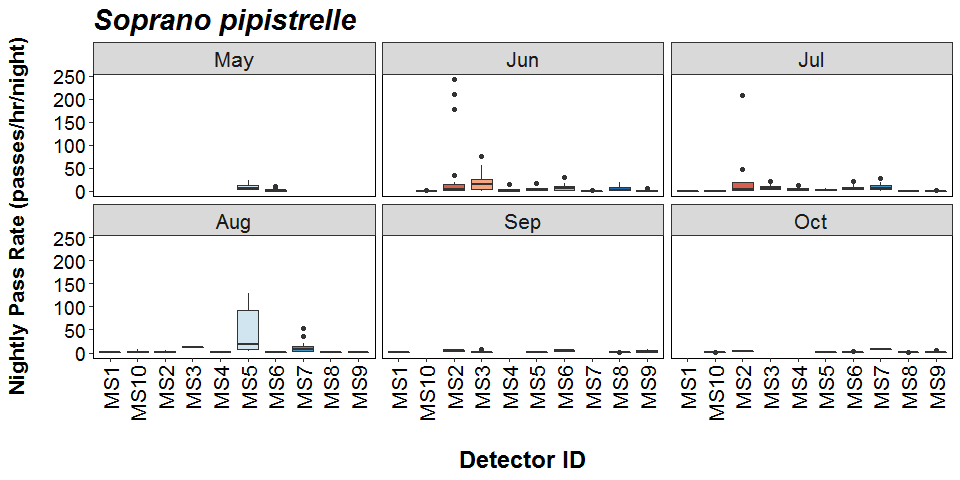 Soprano pipistrelle
May Jun Jul
250
200
150
100
50
0
Aug Sep Oct
250
200
150
100
50
0
Nightly Pass Rate (passes/hr/night)
MS1 MS10 MS2 MS3 MS4 MS5 MS6 MS7 MS8 MS9 MS1 MS10 MS2 MS3 MS4 MS5 MS6 MS7 MS8 MS9 MS1 MS10 MS2 MS3 MS4 MS5 MS6 MS7 MS8 MS9
Detector ID